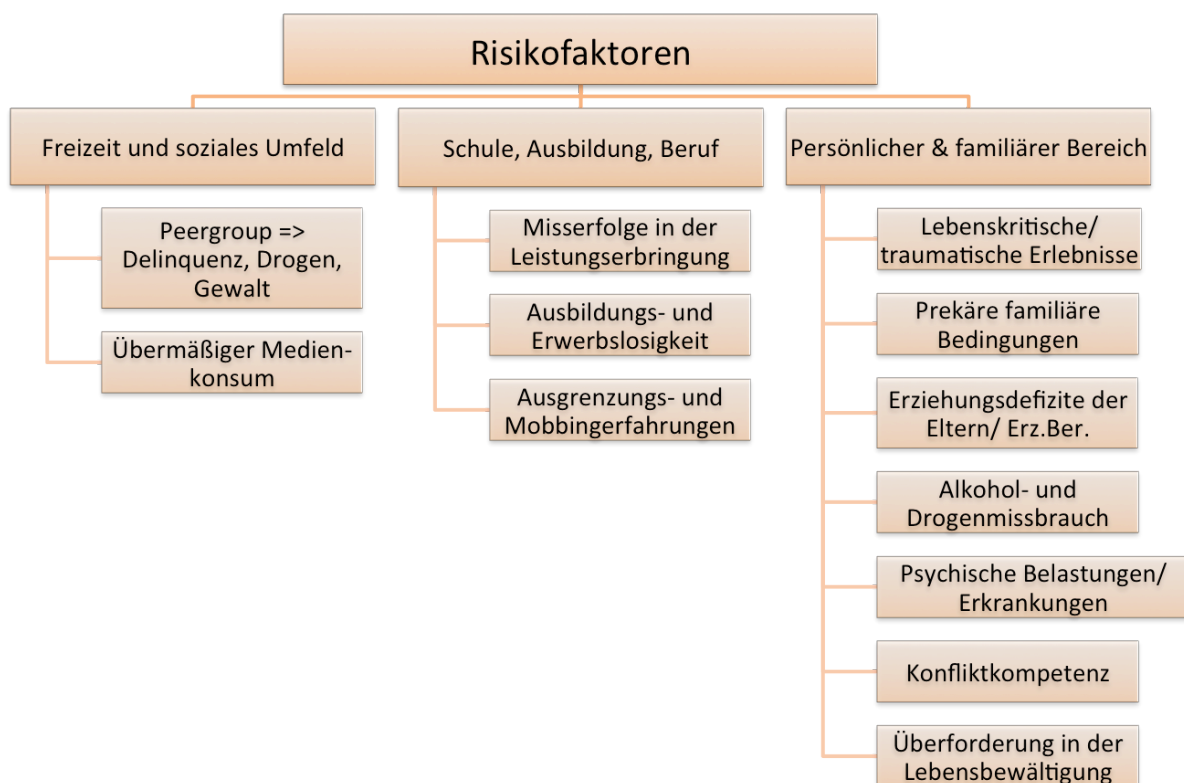 Risikofaktoren
Freizeit und soziales Umfeld
Peergroup =>
Delinquenz, Drogen,
Gewalt
Übermäßiger Medien-
konsum
Schule, Ausbildung, Beruf
Misserfolge in der
Leistungserbringung
Ausbildungs- und
Erwerbslosigkeit
Ausgrenzungs- und
Mobbingerfahrungen
Persönlicher & familiärer Bereich
Lebenskritische/
traumatische Erlebnisse
Prekäre familiäre
Bedingungen
Erziehungsdefizite der
Eltern/ Erz.Ber.
Alkohol- und
Drogenmissbrauch
Psychische Belastungen/
Erkrankungen
Konfliktkompetenz
Überforderung in der
Lebensbewältigung